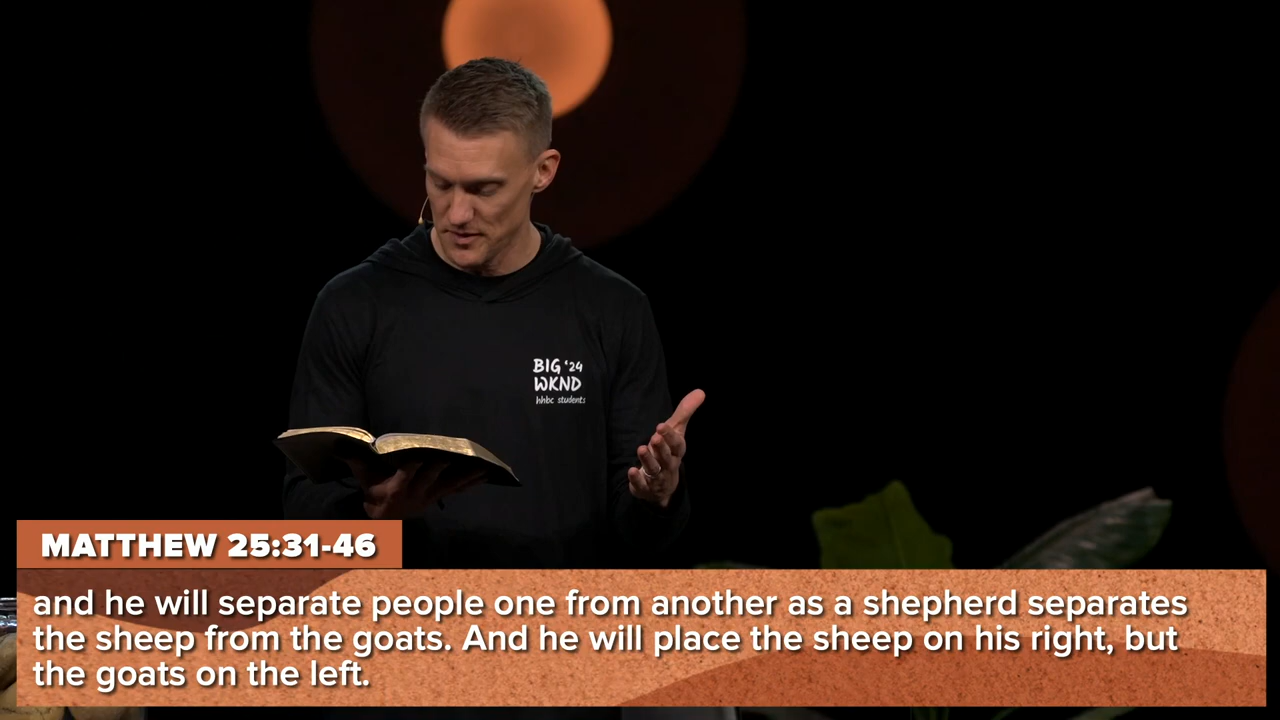 BIG '24
WKND
hhbc students
MATTHEW 25:31-46
and he will separate people one from another as a shepherd separates
the sheep from the goats. And he will place the sheep on his right, but
the goats on the left.